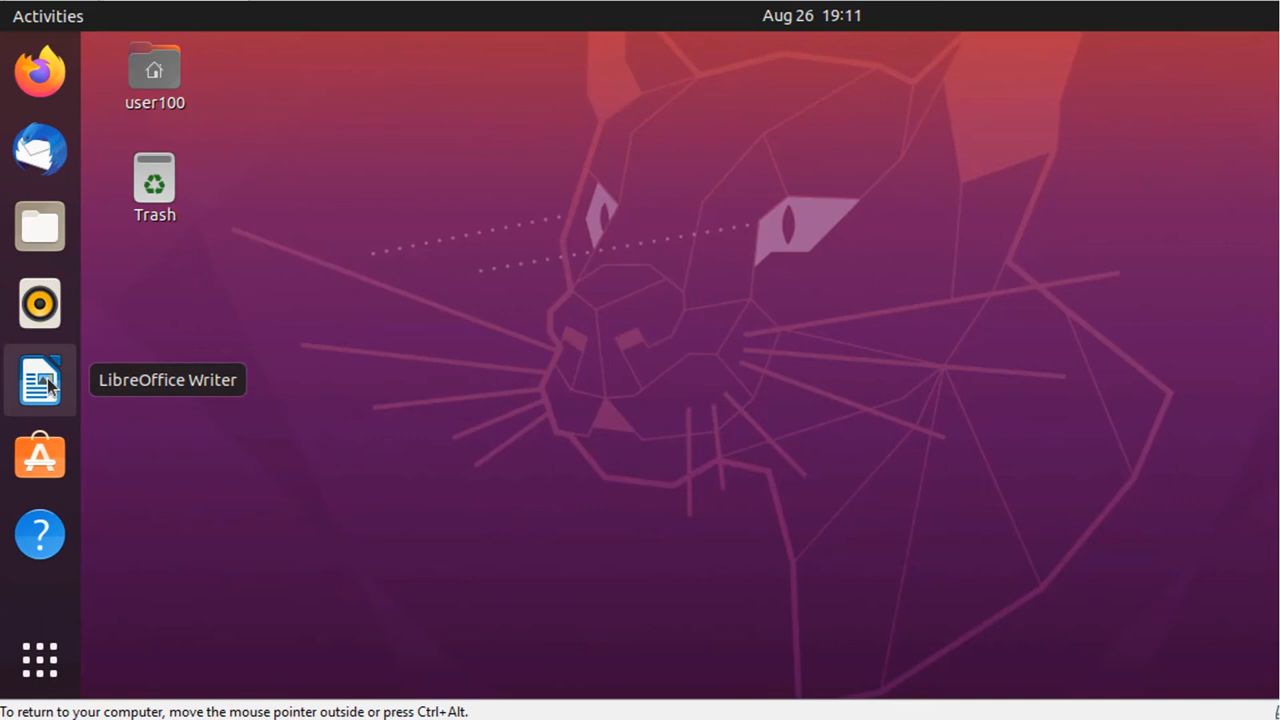 Activities
Aug 26 19:11
user100
Trash
LibreOffice Writer
To return to your computer, move the mouse pointer outside or press Ctrl+Alt.